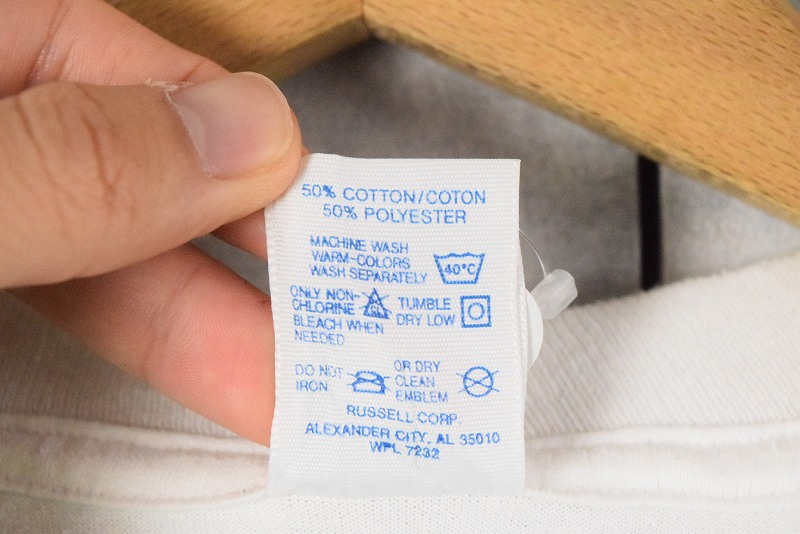 50% COTTON/COTON
50% POLYESTER
MACHINE WASH
WARM-COLORS
WASH SEPARATELY
40°C
ONLY NON-
CHLORINE
BLEACH WHEN
NEEDED
CL
TUMBLE
DRY LOW
DO NOT
IRON
OR DRY
CLEAN
EMBLEM
RUSSELL CORP.
ALEXANDER CITY, AL 35010
WPL 7232